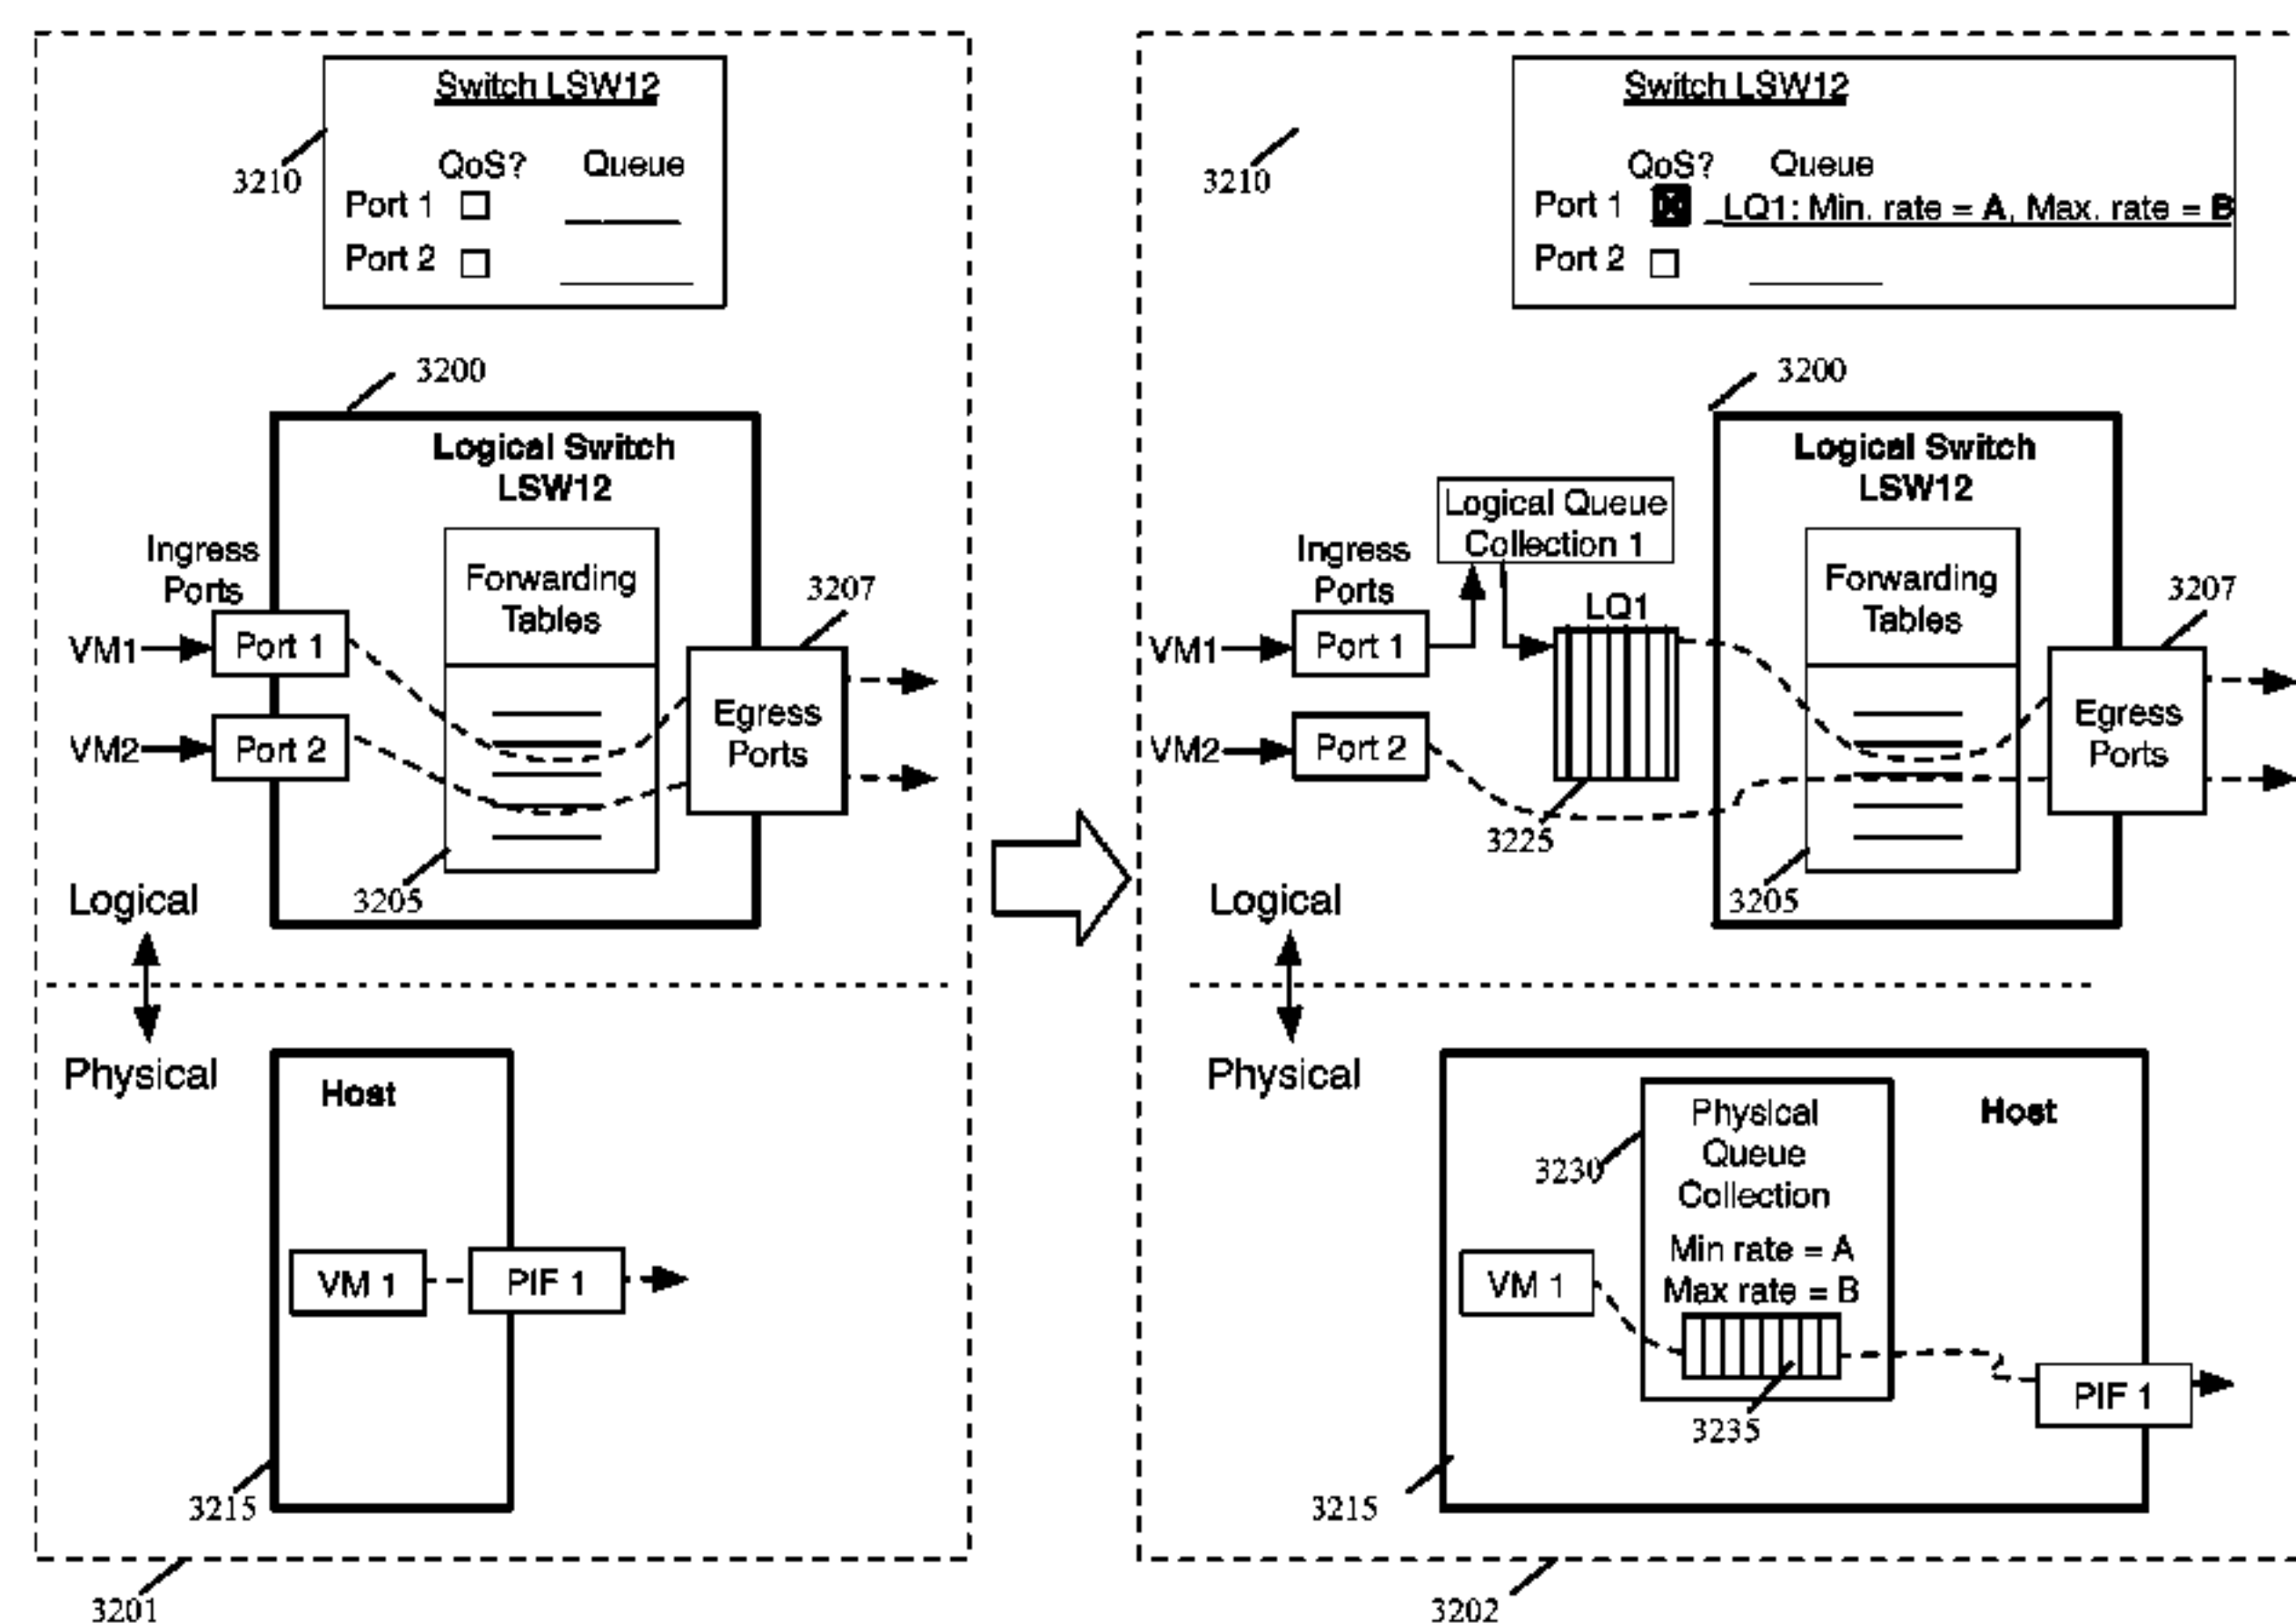 Switch LSW12
3210
QoS? Queue
Port 1
Port 2
3200
Logical Switch
LSW12
Ingress
Ports
Forwarding
Tables
3207
VM1
Port 1
VM2
Port 2
Egress
Ports
3205
Logical
Physical
Host
VM 1
PIF 1
3215
3201
Switch LSW12
3210
QoS? Queue
Port 1 LQ1: Min. rate = A, Max. rate = B
Port 2
3200
Logical Switch
LSW12
Logical Queue
Collection 1
Ingress
Ports
LQ1
Forwarding
Tables
3207
VM1
Port 1
VM2
Port 2
Egress
Ports
3225
3205
Logical
Physical
Physical
Queue
Collection
Host
3230
Min rate = A
Max rate = B
VM 1
PIF 1
3235
3215
3202